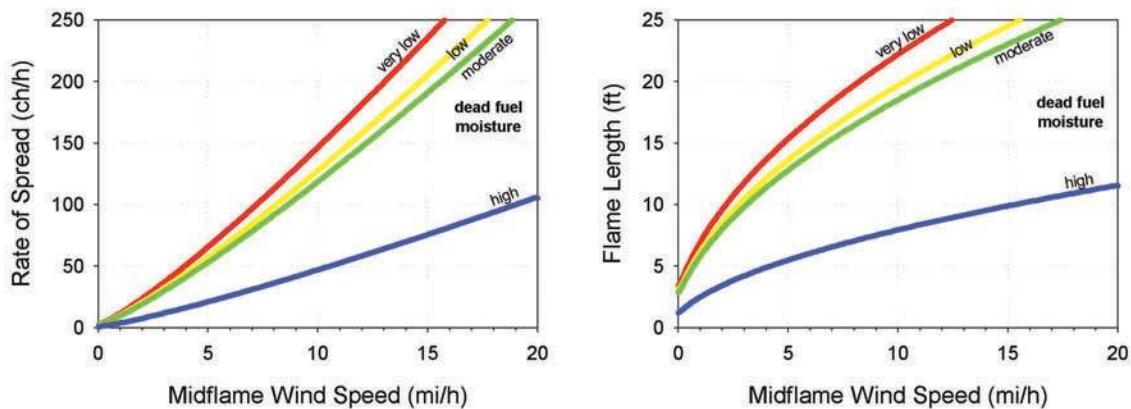 Rate of Spread (ch/h)
250
200
150
100
50
0
very low
low
moderate
dead fuel
moisture
high
0 5 10 15 20
Midflame Wind Speed (mi/h)
Flame Length (ft)
25
20
15
10
5
0
very low
low
moderate
dead fuel
moisture
high
0 5 10 15 20
Midflame Wind Speed (mi/h)